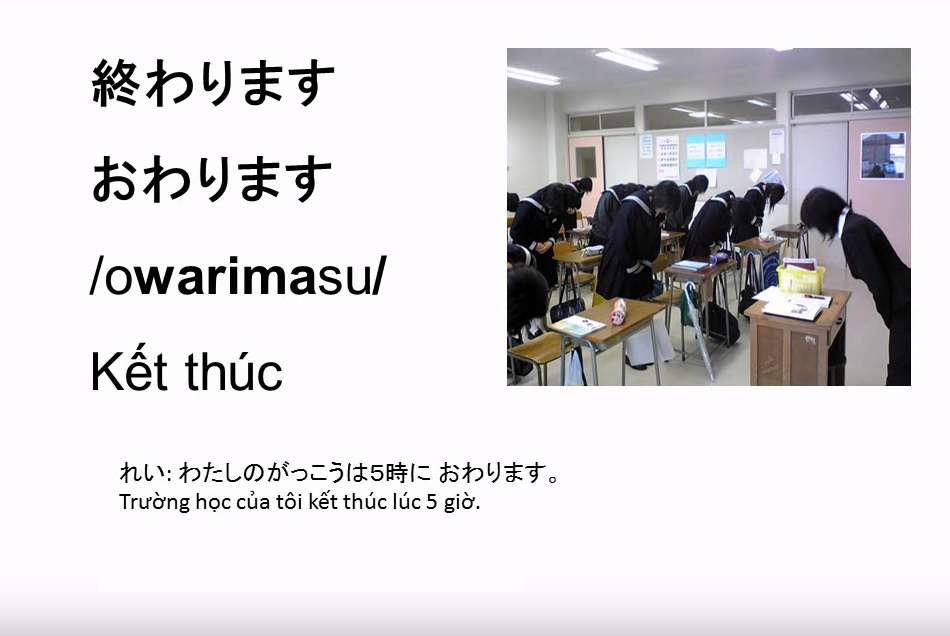 終わります
おわります
/owarimasu/
Kết thúc
れい: わたしのがっこうは５時に おわります。
Trường học của tôi kết thúc lúc 5 giờ.